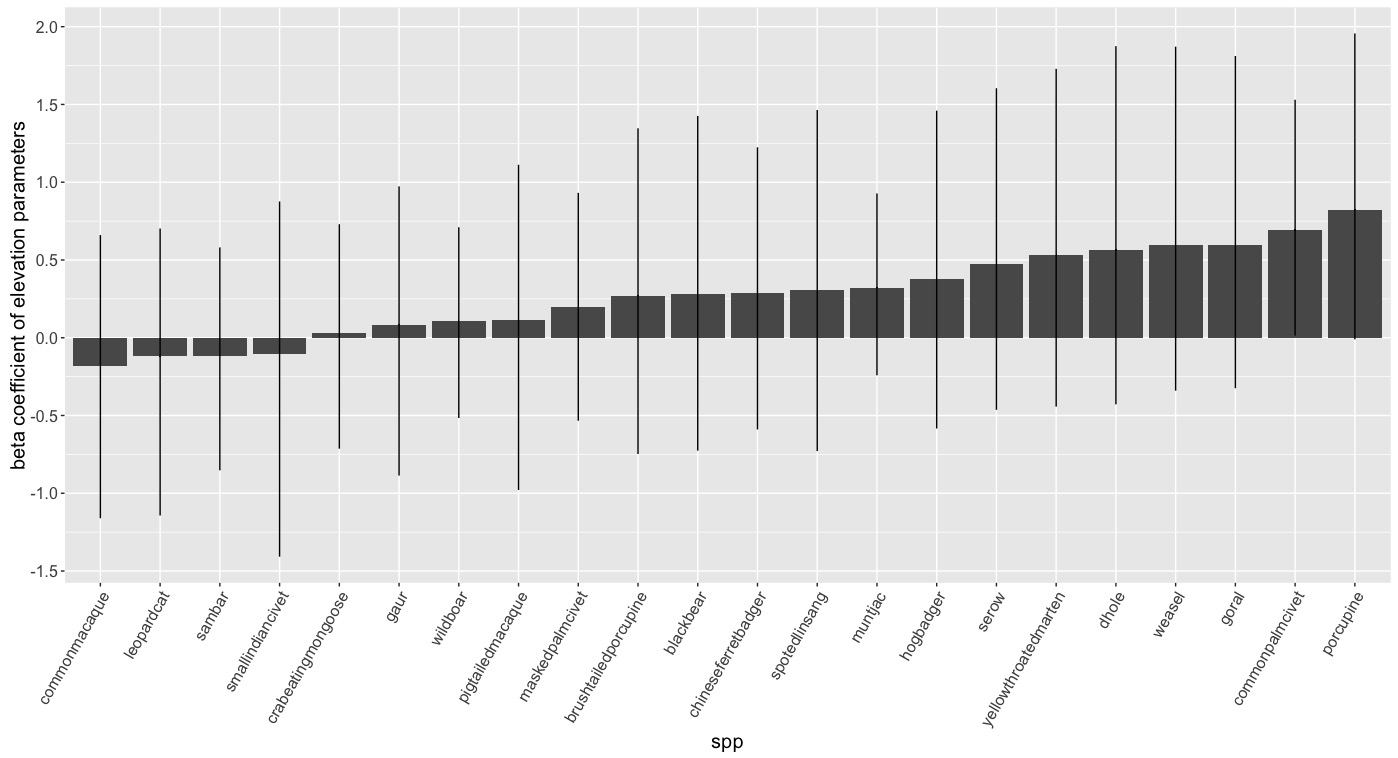 beta coefficient of elevation parameters
2.0
1.5
1.0
0.5
0.0
-0.5
-1.0
-1.5
commonmacaque
leopardcat
sambar
smallindiancivet
crabeatingmongoose
gaur
wildboar
pigtailedmacaque
maskedpalmcivet
brushtailedporcupine
blackbear
chineseferretbadger
spotedlinsang
muntjac
hogbadger
serow
yellowthroatedmarten
dhole
weasel
goral
commonpalmcivet
porcupine
spp